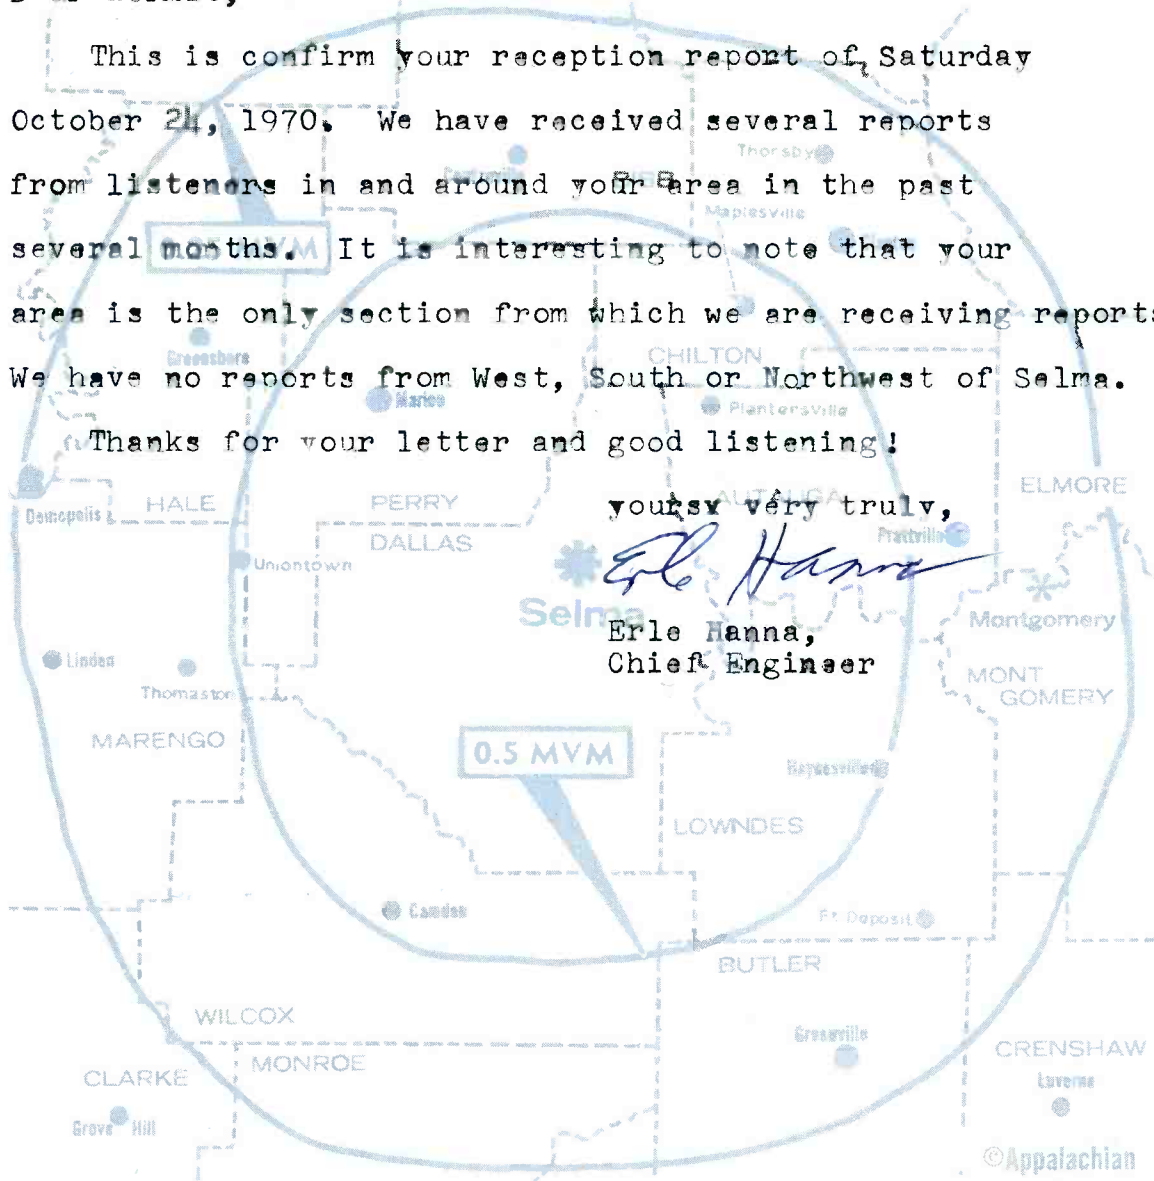 This is confirm your reception report of, Saturday
October 24, 1970. We have received several reports
from listeners in and around your area in the past
several months. It is interesting to note that your
area is the only section from which we are receiving reports
We have no reports from West, South or Northwest of Selma.
Thanks for your letter and good listening!
yoursv very truly,
Erle Hanna
Erle Hanna,
Chief Engineer
Thorsby
Maplesville
Greensboro
CHILTON
Marion
Plantersville
ELMORE
HALE
PERRY
AUTAUGA
Demopolis
DALLAS
Prattville
Uniontown
Selma
Montgomery
Linden
Thomaston
MONT
GOMERY
MARENGO
0.5 MVM
Haynesville
LOWNDES
Camden
Ft Deposit
BUTLER
WILCOX
Greenville
CRENSHAW
MONROE
CLARKE
Luverne
Grove Hill
©Appalachian